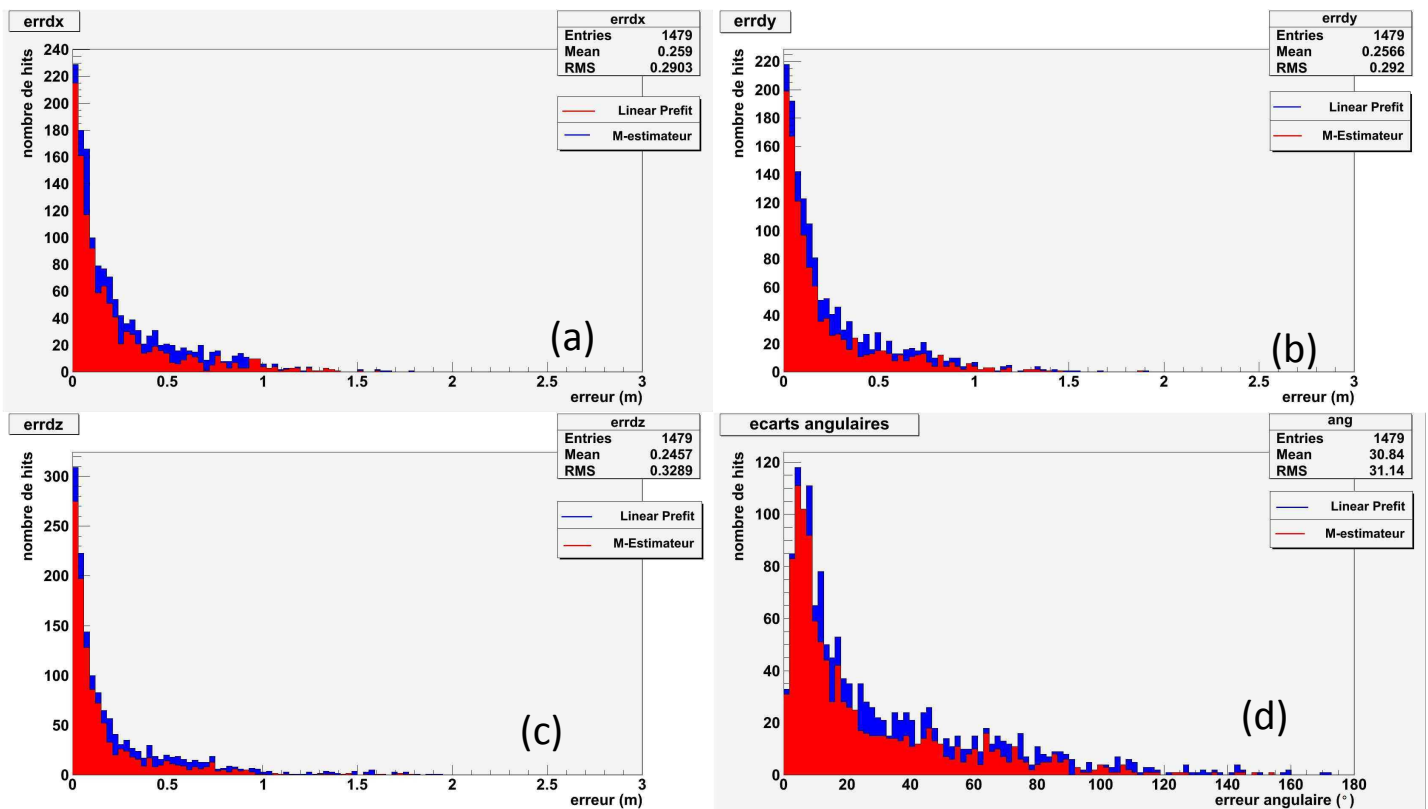 errdx
errdx
Entries 1479
Mean 0.259
RMS 0.2903
Linear Prefit
M-estimateur
nombre de hits
240
220
200
180
160
140
120
100
80
60
40
20
0
(a)
0 0.5 1 1.5 2 2.5 3
erreur (m)
errdy
errdy
Entries 1479
Mean 0.2566
RMS 0.292
Linear Prefit
M-Estimateur
nombre de hits
220
200
180
160
140
120
100
80
60
40
20
0
(b)
0 0.5 1 1.5 2 2.5 3
erreur (m)
errdz
errdz
Entries 1479
Mean 0.2457
RMS 0.3289
Linear Prefit
M-Estimateur
nombre de hits
300
250
200
150
100
50
0
(c)
0 0.5 1 1.5 2 2.5 3
erreur (m)
ecarts angulaires
ang
Entries 1479
Mean 30.84
RMS 31.14
Linear Prefit
M-estimateur
nombre de hits
120
100
80
60
40
20
0
(d)
0 20 40 60 80 100 120 140 160 180
erreur angulaire (°)